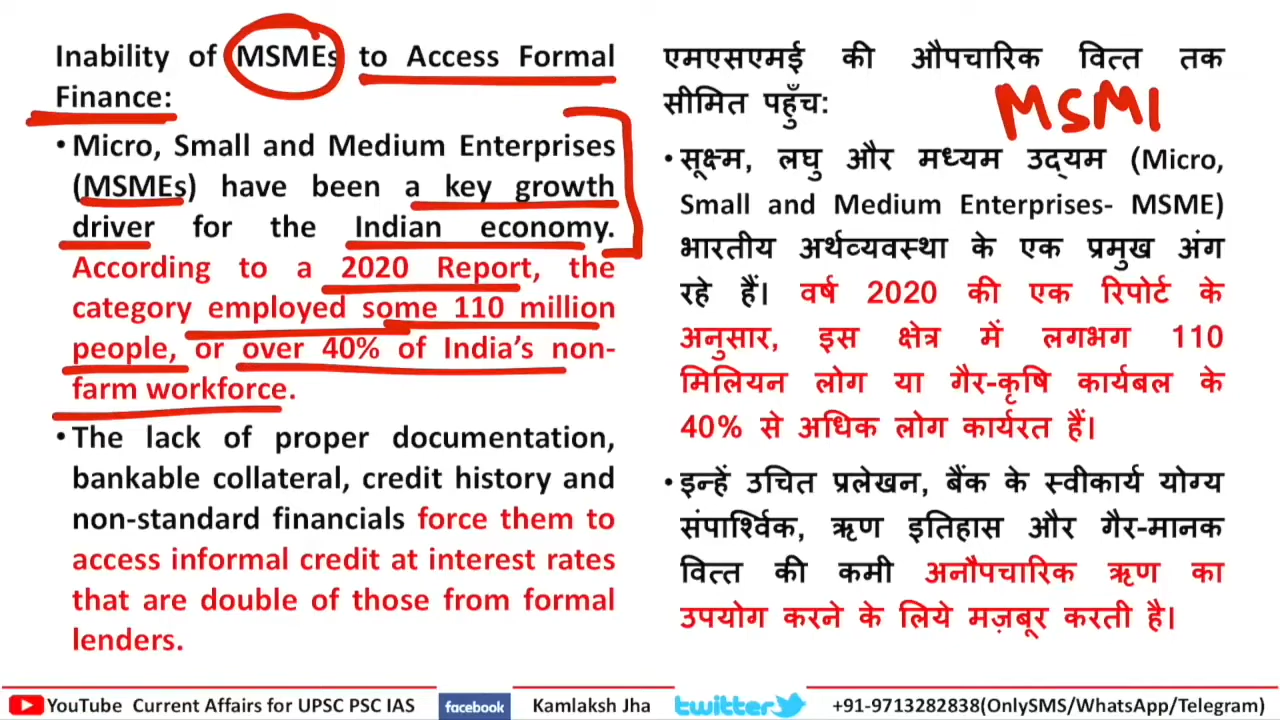 Inability of MSMEs to Access Formal
Finance:
• Micro, Small and Medium Enterprises
(MSMEs) have been a key growth
driver for the Indian economy.
According to a 2020 Report, the
category employed some 110 million
people, or over 40% of India's non-
farm workforce.
• The lack of proper documentation,
bankable collateral, credit history and
non-standard financials force them to
access informal credit at interest rates
that are double of those from formal
lenders.
एमएसएमई की औपचारिक वित्त तक
सीमित पहुँच:
MSMI
• सूक्ष्म, लघु और मध्यम उद्यम (Micro,
Small and Medium Enterprises- MSME)
भारतीय अर्थव्यवस्था के एक प्रमुख अंग
रहे हैं। वर्ष 2020 की एक रिपोर्ट के
अनुसार, इस क्षेत्र में लगभग 110
मिलियन लोग या गैर-कृषि कार्यबल के
40% से अधिक लोग कार्यरत हैं।
• इन्हें उचित प्रलेखन, बैंक के स्वीकार्य योग्य
संपार्श्विक, ऋण इतिहास और गैर-मानक
वित्त की कमी अनौपचारिक ऋण का
उपयोग करने के लिये मज़बूर करती है।
YouTube Current Affairs for UPSC PSC IAS facebook Kamlaksh Jha twitter +91-9713282838(OnlySMS/WhatsApp/Telegram)